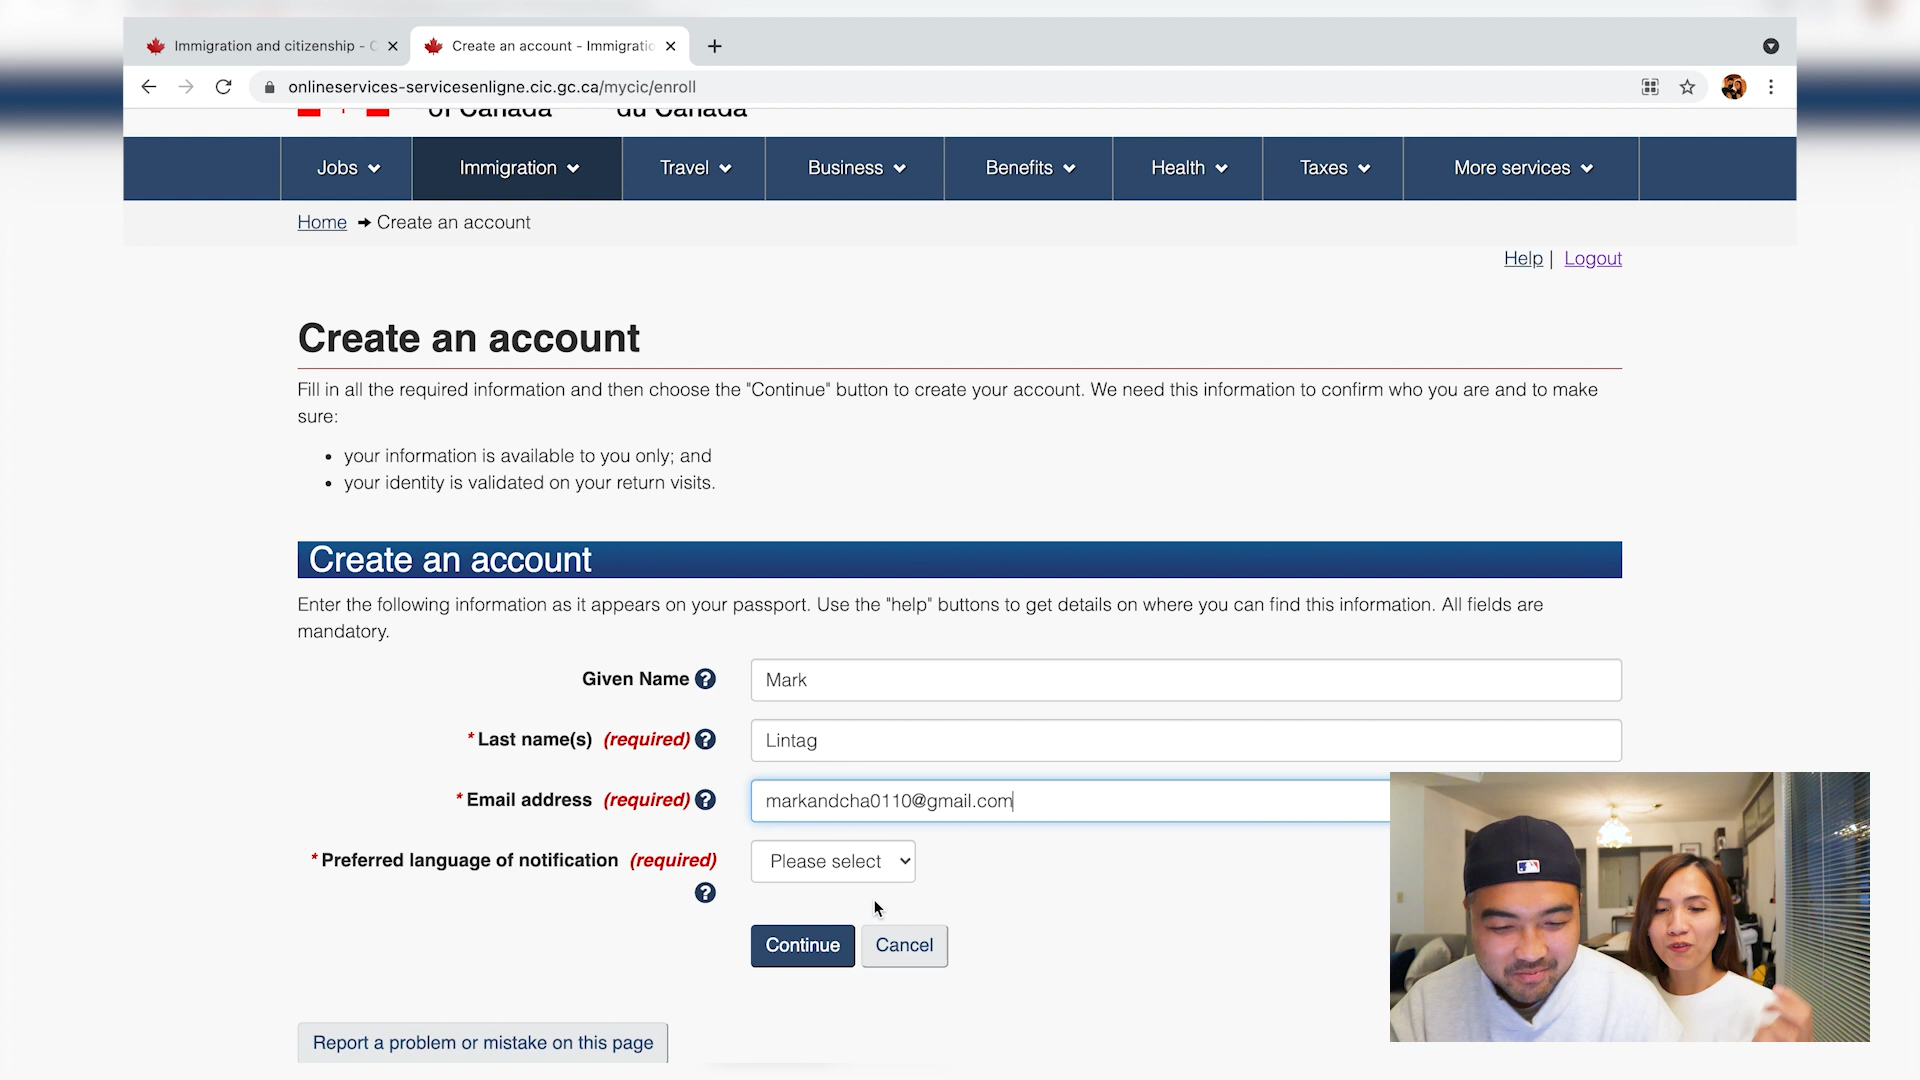 Immigration and citizenship - C
Create an account - Immigratio
onlineservices-servicesenligne.cic.gc.ca/mycic/enroll
of Canada du Canada
Jobs Immigration Travel Business Benefits Health Taxes More services
Home Create an account
Help | Logout
Create an account
Fill in all the required information and then choose the "Continue" button to create your account. We need this information to confirm who you are and to make
sure:
your information is available to you only; and
your identity is validated on your return visits.
Create an account
Enter the following information as it appears on your passport. Use the "help" buttons to get details on where you can find this information. All fields are
mandatory.
Given Name ? Mark
* Last name(s) (required) ? Lintag
* Email address (required) ? markandcha0110@gmail.com
* Preferred language of notification (required) Please select
?
Continue Cancel
Report a problem or mistake on this page